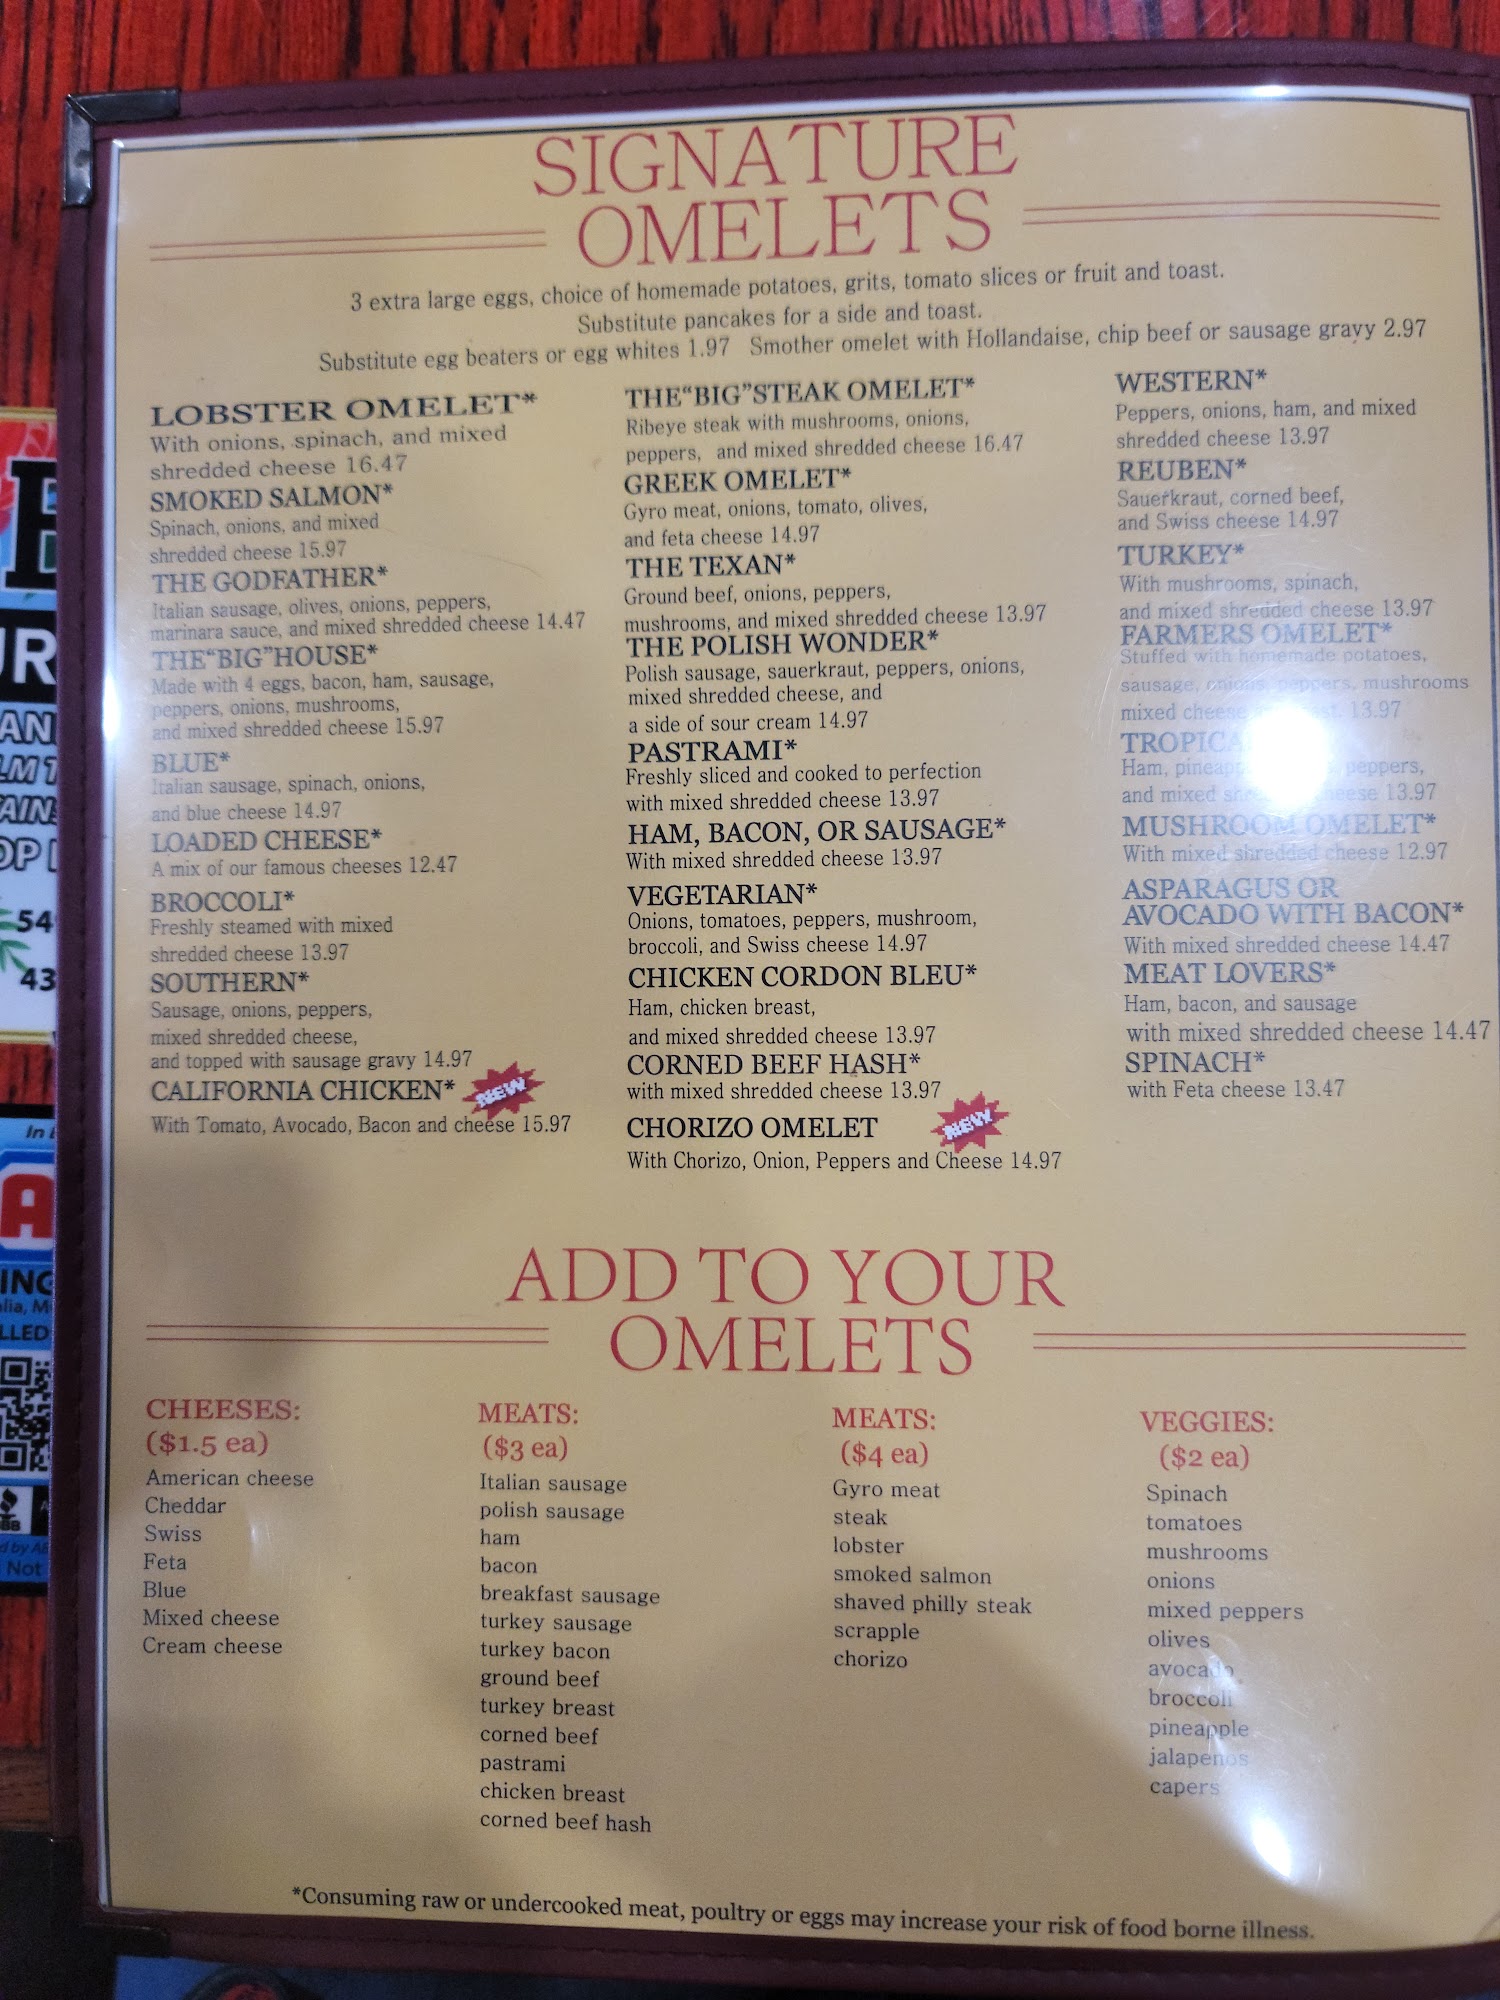 SIGNATURE
OMELETS
3 extra large eggs, choice of homemade potatoes, grits, tomato slices or fruit and toast.
Substitute pancakes for a side and toast.
Substitute egg beaters or egg whites 1.97 Smother omelet with Hollandaise, chip beef or sausage gravy 2.97
LOBSTER OMELET*
With onions, spinach, and mixed
shredded cheese 16.47
SMOKED SALMON*
Spinach, onions, and mixed
shredded cheese 15.97
THE GODFATHER*
Italian sausage, olives, onions, peppers,
marinara sauce, and mixed shredded cheese 14.47
THE"BIG"HOUSE*
Made with 4 eggs, bacon, ham, sausage,
peppers, onions, mushrooms,
and mixed shredded cheese 15.97
BLUE*
Italian sausage, spinach, onions,
and blue cheese 14.97
LOADED CHEESE*
A mix of our famous cheeses 12.47
BROCCOLI*
Freshly steamed with mixed
shredded cheese 13.97
SOUTHERN*
Sausage, onions, peppers,
mixed shredded cheese,
and topped with sausage gravy 14.97
CALIFORNIA CHICKEN* NEW
With Tomato, Avocado, Bacon and cheese 15.97
THE"BIG"STEAK OMELET*
Ribeye steak with mushrooms, onions,
peppers, and mixed shredded cheese 16.47
GREEK OMELET*
Gyro meat, onions, tomato, olives,
and feta cheese 14.97
THE TEXAN*
Ground beef, onions, peppers,
mushrooms, and mixed shredded cheese 13.97
THE POLISH WONDER*
Polish sausage, sauerkraut, peppers, onions,
mixed shredded cheese, and
a side of sour cream 14.97
PASTRAMI*
Freshly sliced and cooked to perfection
with mixed shredded cheese 13.97
HAM, BACON, OR SAUSAGE*
With mixed shredded cheese 13.97
VEGETARIAN*
Onions, tomatoes, peppers, mushroom,
broccoli, and Swiss cheese 14.97
CHICKEN CORDON BLEU*
Ham, chicken breast,
and mixed shredded cheese 13.97
CORNED BEEF HASH*
with mixed shredded cheese 13.97
CHORIZO OMELET NEW
With Chorizo, Onion, Peppers and Cheese 14.97
WESTERN*
Peppers, onions, ham, and mixed
shredded cheese 13.97
REUBEN*
Sauerkraut, corned beef,
and Swiss cheese 14.97
TURKEY*
With mushrooms, spinach,
and mixed shredded cheese 13.97
FARMERS OMELET*
Stuffed with homemade potatoes,
sausage, onions, peppers, mushrooms
mixed cheese 13.97
Ham, peppers,
and mixed shredded cheese 13.97
MUSHROOM OMELET*
With mixed shredded cheese 12.97
ASPARAGUS OR
AVOCADO WITH BACON*
With mixed shredded cheese 14.47
MEAT LOVERS*
Ham, bacon, and sausage
with mixed shredded cheese 14.47
SPINACH*
with Feta cheese 13.47
ADD TO YOUR
OMELETS
CHEESES:
($1.5 ea)
American cheese
Cheddar
Swiss
Feta
Blue
Mixed cheese
Cream cheese
MEATS:
($3 ea)
Italian sausage
polish sausage
ham
bacon
breakfast sausage
turkey sausage
turkey bacon
ground beef
turkey breast
corned beef
pastrami
chicken breast
corned beef hash
MEATS:
($4 ea)
Gyro meat
steak
lobster
smoked salmon
shaved philly steak
scrapple
chorizo
VEGGIES:
($2 ea)
Spinach
tomatoes
mushrooms
onions
mixed peppers
olives
avocado
broccoli
pineapple
jalapenos
capers
*Consuming raw or undercooked meat, poultry or eggs may increase your risk of food borne illness.